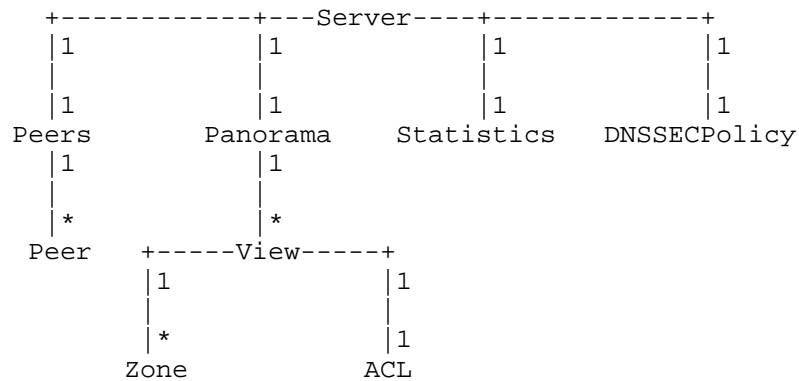 +------------+---Server----+-------------+
|1 |1 |1 |1
| | | |
|1 |1 |1 |1
Peers Panorama Statistics DNSSECPolicy
|1 |1
| |
|* |*
Peer +-----View-----+
|1 |1
| |
|* |1
Zone ACL